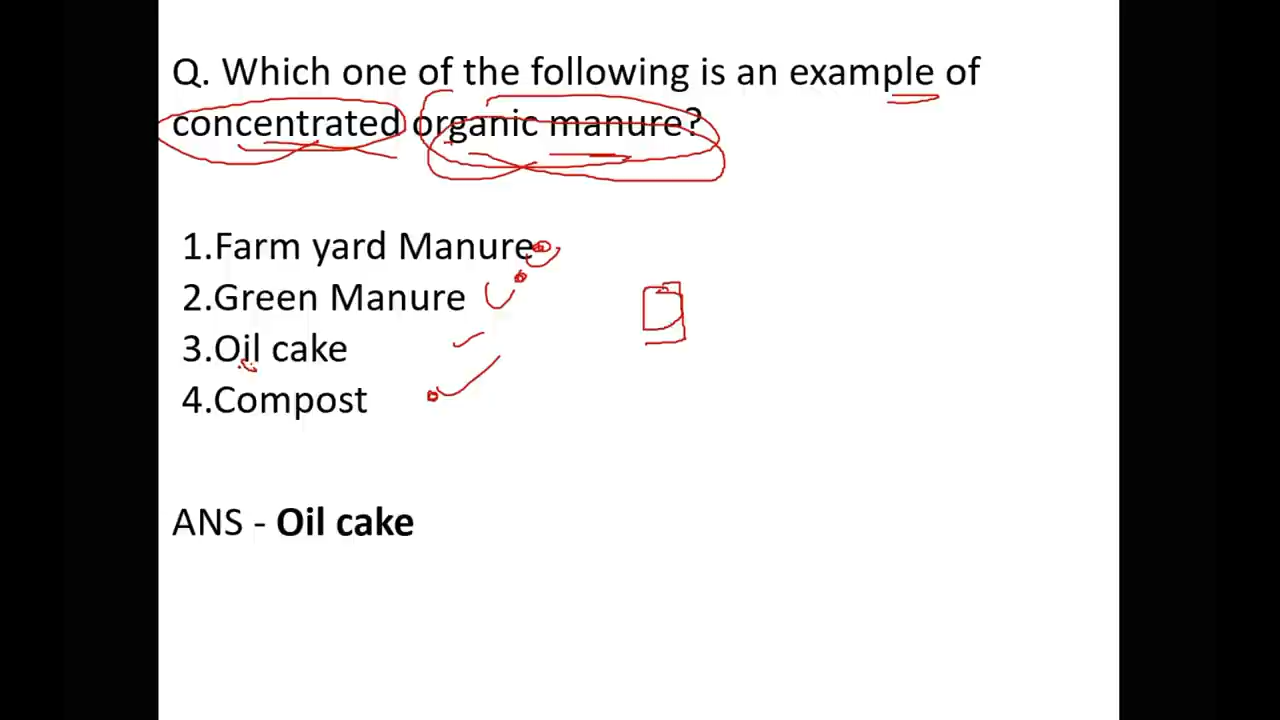 Q. Which one of the following is an example of
concentrated organic manure?
1.Farm yard Manure
2.Green Manure
3.Oil cake
4.Compost
ANS - Oil cake